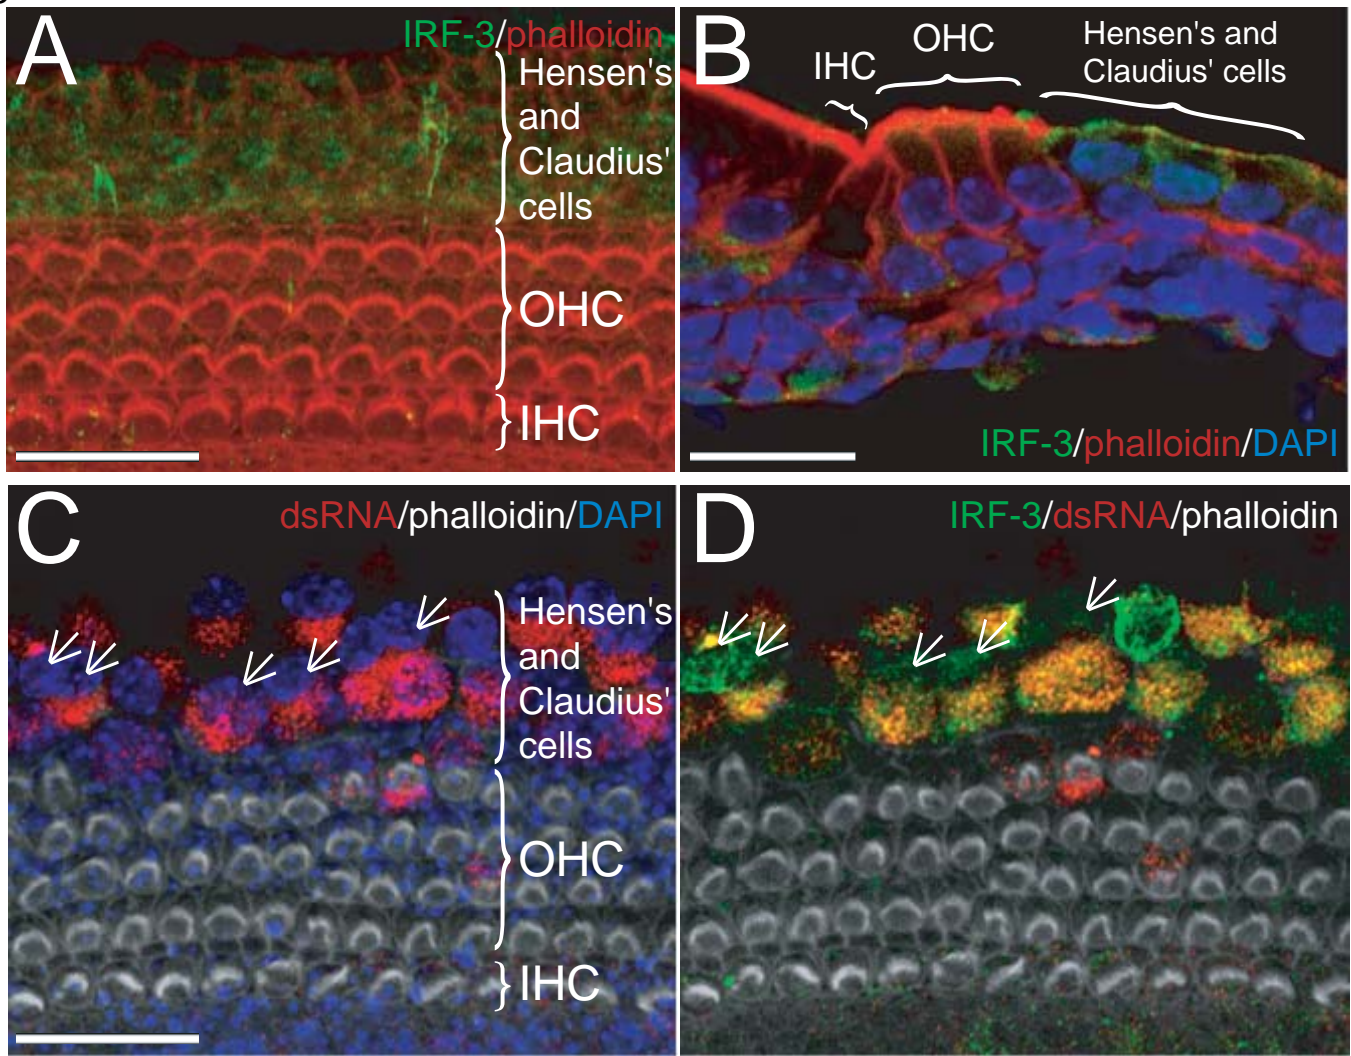 A
IRF-3/phalloidin
Hensen's
and
Claudius'
cells
OHC
IHC
B
IHC
OHC
Hensen's and
Claudius' cells
IRF-3/phalloidin/DAPI
C
dsRNA/phalloidin/DAPI
Hensen's
and
Claudius'
cells
OHC
IHC
D
IRF-3/dsRNA/phalloidin